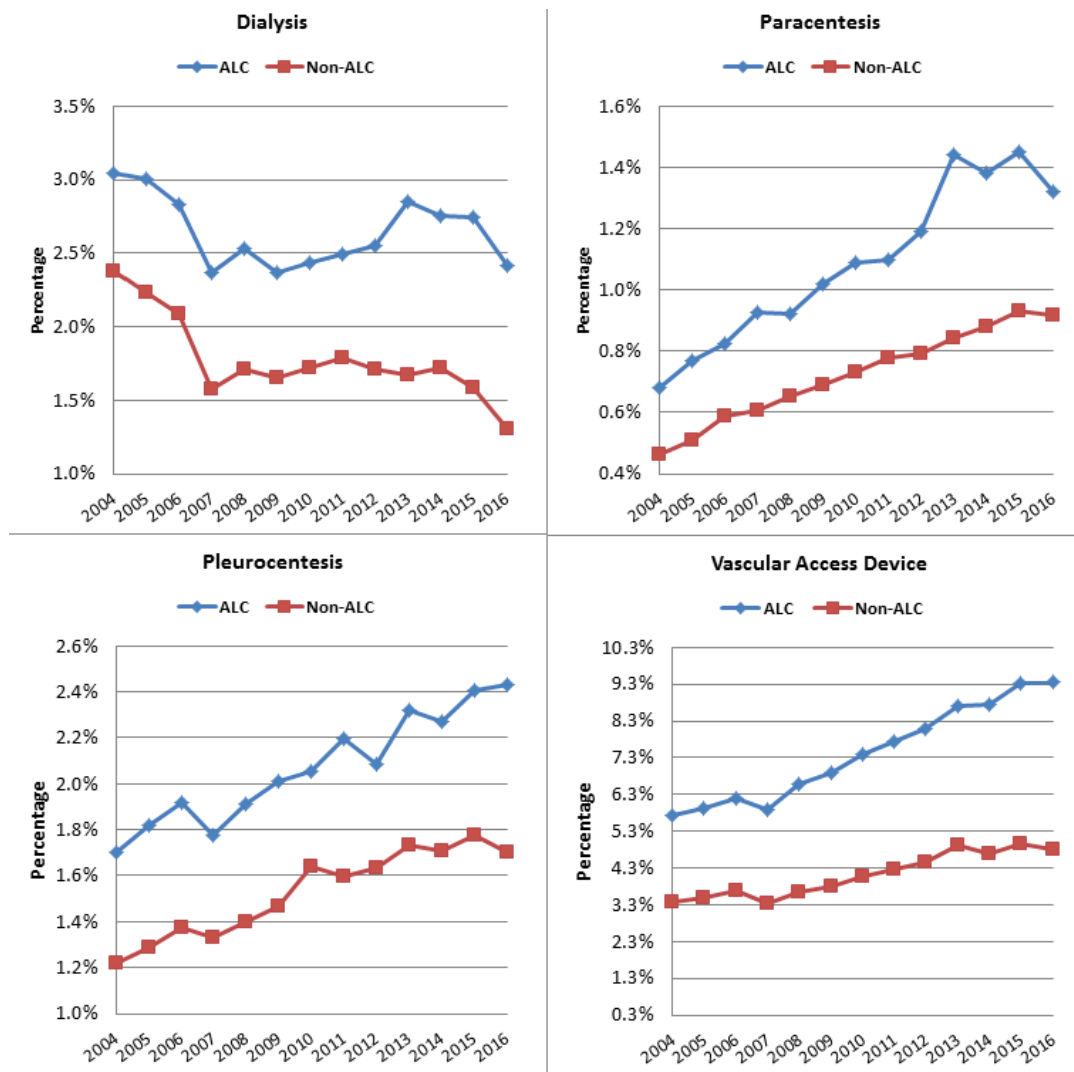 Dialysis
ALC Non-ALC
3.5%
3.0%
2.5%
2.0%
1.5%
1.0%
Percentage
2004 2005 2006 2007 2008 2009 2010 2011 2012 2013 2014 2015 2016
Paracentesis
ALC Non-ALC
1.6%
1.4%
1.2%
1.0%
0.8%
0.6%
0.4%
Percentage
2004 2005 2006 2007 2008 2009 2010 2011 2012 2013 2014 2015 2016
Pleurocentesis
ALC Non-ALC
2.6%
2.4%
2.2%
2.0%
1.8%
1.6%
1.4%
1.2%
1.0%
Percentage
2004 2005 2006 2007 2008 2009 2010 2011 2012 2013 2014 2015 2016
Vascular Access Device
ALC Non-ALC
10.3%
9.3%
8.3%
7.3%
6.3%
5.3%
4.3%
3.3%
2.3%
1.3%
0.3%
Percentage
2004 2005 2006 2007 2008 2009 2010 2011 2012 2013 2014 2015 2016